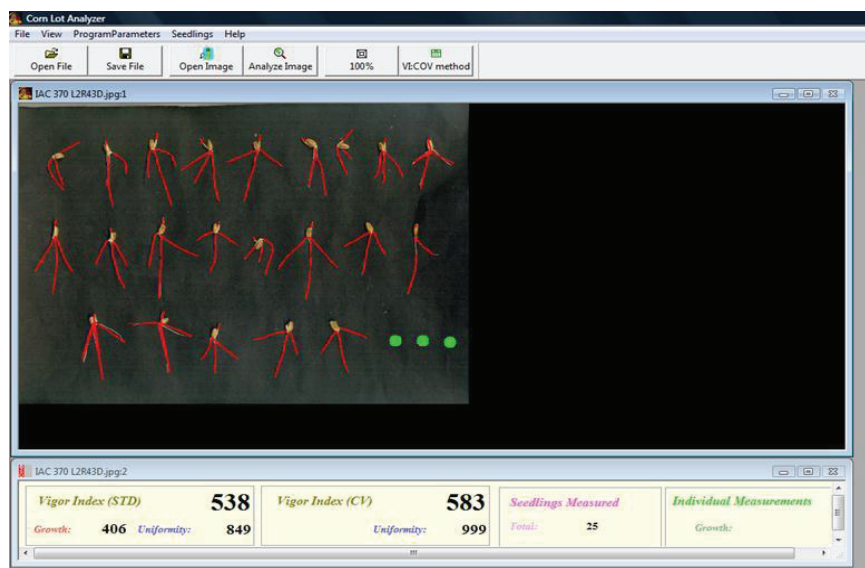 Corn Lot Analyzer
File View ProgramParameters Seedlings Help
Open File Save File Open Image Analyze Image 100% VI:COV method
IAC 370 L2R43D.jpg:1
IAC 370 L2R43D.jpg:2
Vigor Index (STD) 538 Vigor Index (CV) 583 Seedlings Measured Individual Measurements
Growth: 406 Uniformity: 849 Uniformity: 999 Total: 25 Growth: